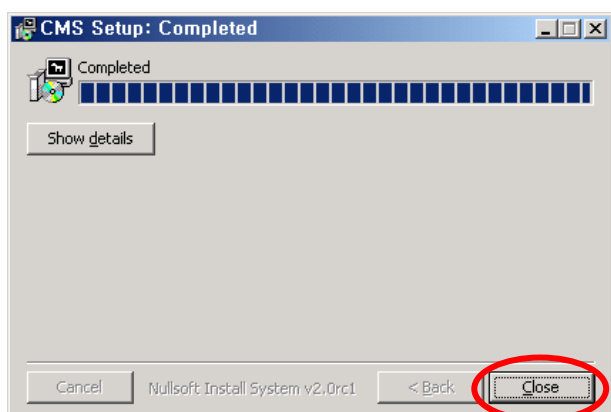 CMS Setup: Completed
Completed
Show details
Cancel
Nullsoft Install System v2.0rc1
< Back
Close